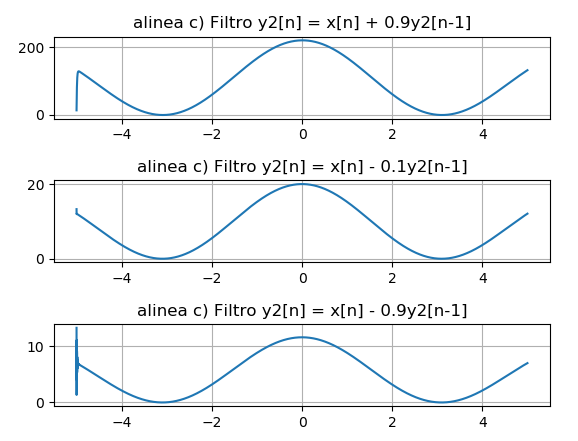 alinea c) Filtro y2[n] = x[n] + 0.9y2[n-1]
200
0
−4 −2 0 2 4
alinea c) Filtro y2[n] = x[n] - 0.1y2[n-1]
20
0
−4 −2 0 2 4
alinea c) Filtro y2[n] = x[n] - 0.9y2[n-1]
10
0
−4 −2 0 2 4